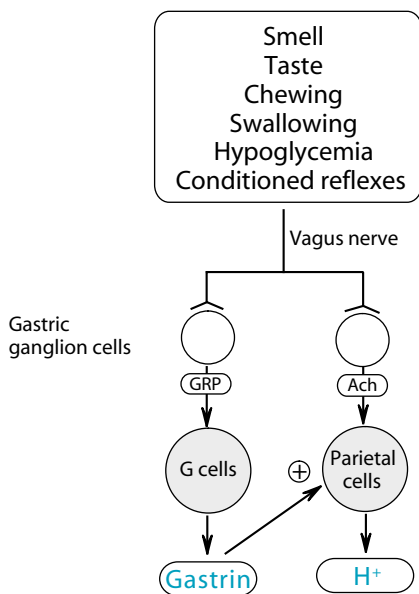 Smell
Taste
Chewing
Swallowing
Hypoglycemia
Conditioned reflexes
Vagus nerve
Gastric
ganglion cells
GRP
Ach
G cells
Parietal
cells
+
Gastrin
H+